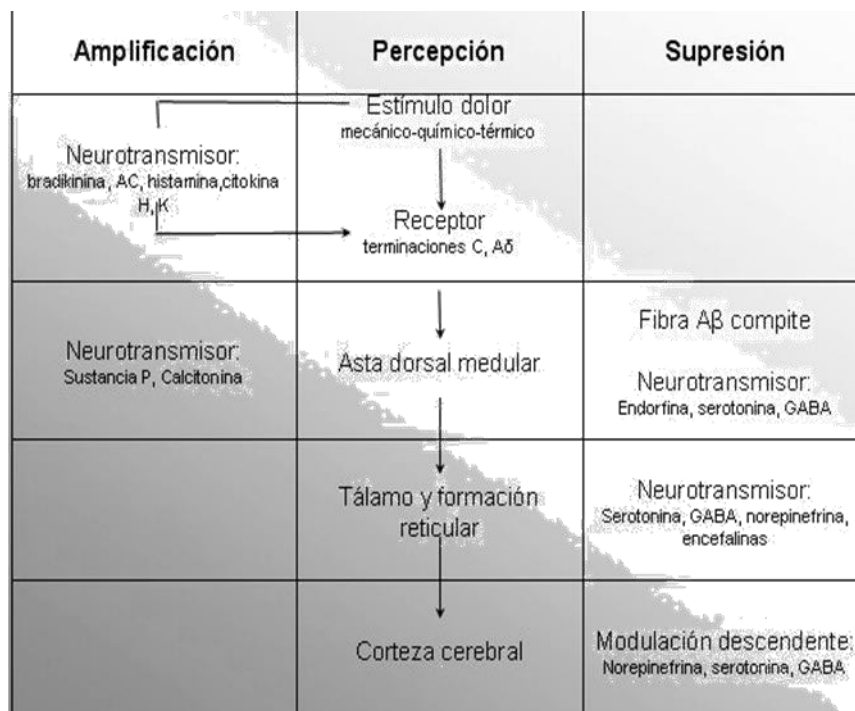 Amplificación
Percepción
Supresión
Estímulo dolor
mecánico-químico-térmico
Neurotransmisor:
bradikinina, AC, histamina,citokina
H, K
Receptor
terminaciones C, Aδ
Neurotransmisor:
Sustancia P, Calcitonina
Asta dorsal medular
Fibra Aβ compite
Neurotransmisor:
Endorfina, serotonina, GABA
Tálamo y formación
reticular
Neurotransmisor:
Serotonina, GABA, norepinefrina,
encefalinas
Corteza cerebral
Modulación descendente:
Norepinefrina, serotonina, GABA